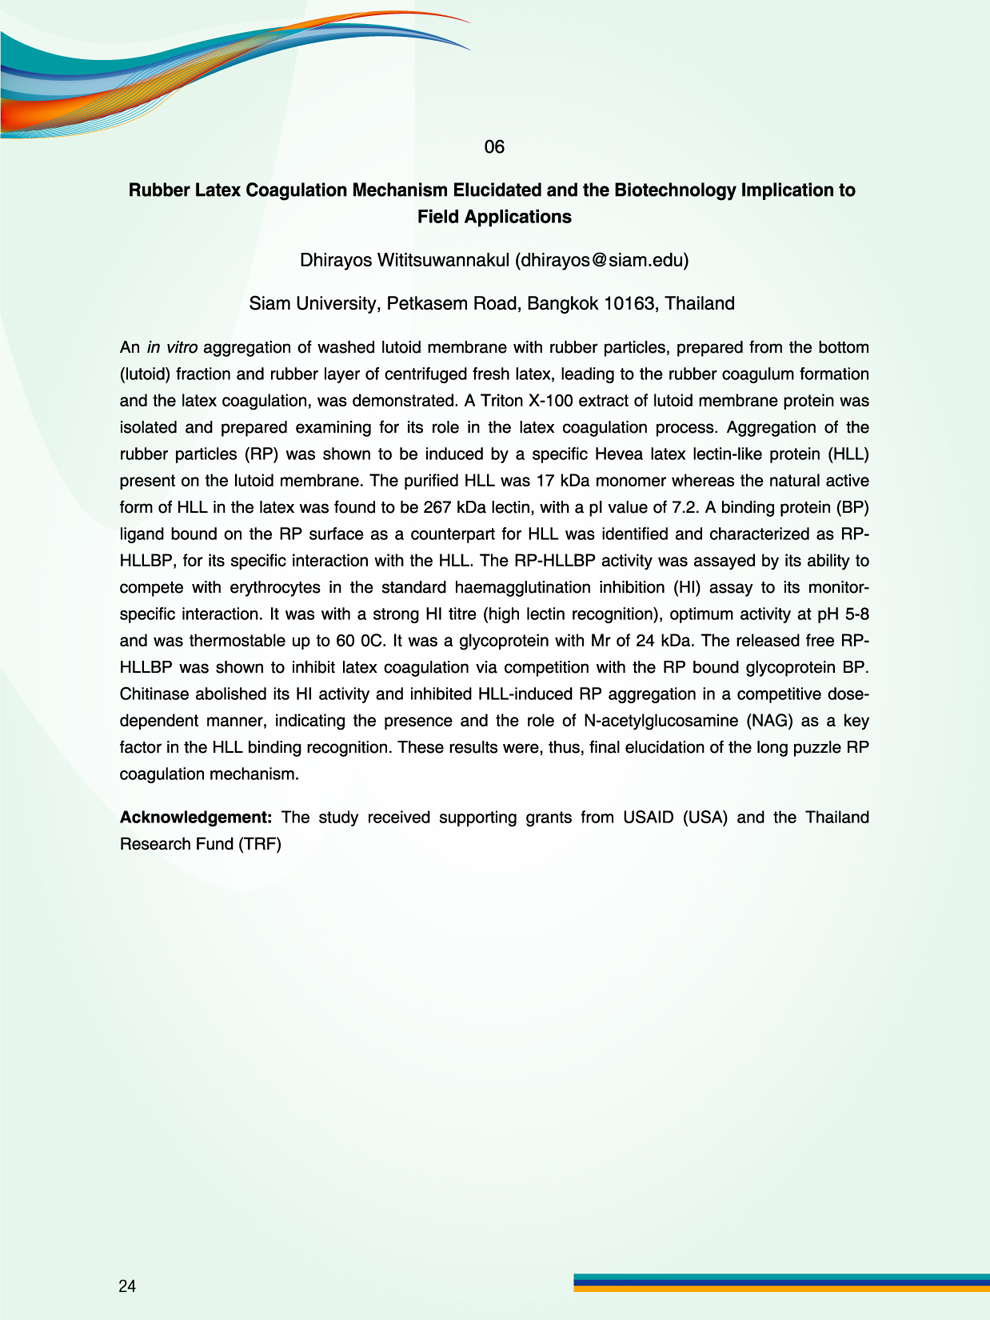 06
Rubber Latex Coagulation Mechanism Elucidated and the Biotechnology Implication to
Field Applications
Dhirayos Wititsuwannakul (dhirayos@siam.edu)
Siam University, Petkasem Road, Bangkok 10163, Thailand
An in vitro aggregation of washed lutoid membrane with rubber particles, prepared from the bottom
(lutoid) fraction and rubber layer of centrifuged fresh latex, leading to the rubber coagulum formation
and the latex coagulation, was demonstrated. A Triton X-100 extract of lutoid membrane protein was
isolated and prepared examining for its role in the latex coagulation process. Aggregation of the
rubber particles (RP) was shown to be induced by a specific Hevea latex lectin-like protein (HLL)
present on the lutoid membrane. The purified HLL was 17 kDa monomer whereas the natural active
form of HLL in the latex was found to be 267 kDa lectin, with a pI value of 7.2. A binding protein (BP)
ligand bound on the RP surface as a counterpart for HLL was identified and characterized as RP-
HLLBP, for its specific interaction with the HLL. The RP-HLLBP activity was assayed by its ability to
compete with erythrocytes in the standard haemagglutination inhibition (HI) assay to its monitor-
specific interaction. It was with a strong HI titre (high lectin recognition), optimum activity at pH 5-8
and was thermostable up to 60 0C. It was a glycoprotein with Mr of 24 kDa. The released free RP-
HLLBP was shown to inhibit latex coagulation via competition with the RP bound glycoprotein BP.
Chitinase abolished its HI activity and inhibited HLL-induced RP aggregation in a competitive dose-
dependent manner, indicating the presence and the role of N-acetylglucosamine (NAG) as a key
factor in the HLL binding recognition. These results were, thus, final elucidation of the long puzzle RP
coagulation mechanism.
Acknowledgement: The study received supporting grants from USAID (USA) and the Thailand
Research Fund (TRF)
24